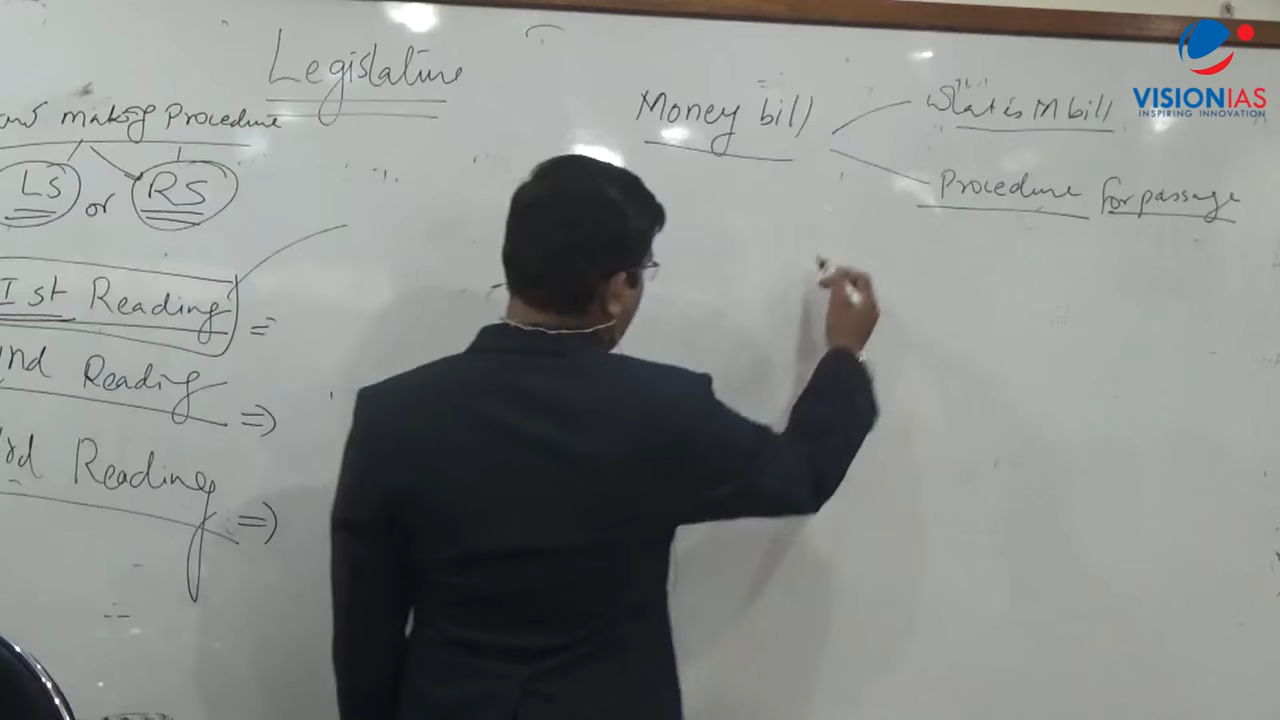 Legislature
making Procedure
LS or RS
Ist Reading =
nd Reading =>
rd Reading =>
Money bill
What is M bill
Procedure for passage
VISIONIAS
INSPIRING INNOVATION